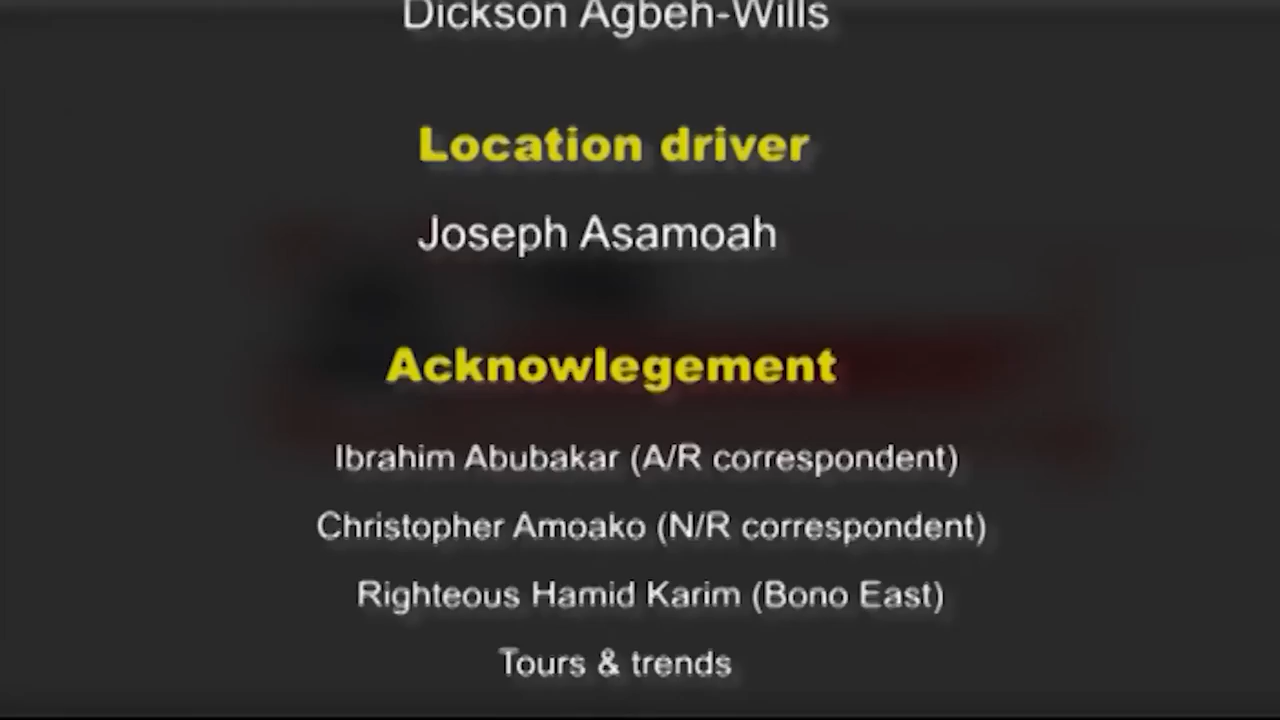 Dickson Agbeh-Wills
Location driver
Joseph Asamoah
Acknowlegement
Ibrahim Abubakar (A/R correspondent)
Christopher Amoako (N/R correspondent)
Righteous Hamid Karim (Bono East)
Tours & trends